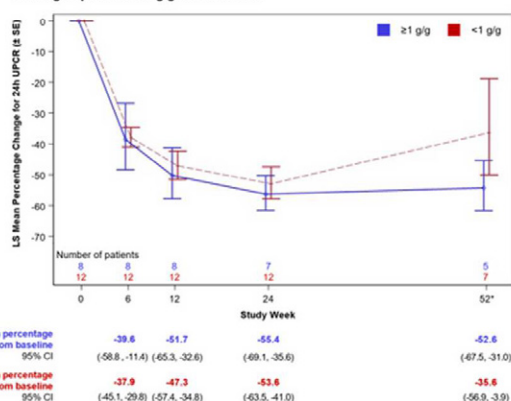 ≥1 g/g <1 g/g
LS Mean Percentage Change for 24h UPCR (± SE)
0
-10
-20
-30
-40
-50
-60
-70
Number of patients
8 8 8 7 5
12 12 12 12 7
0 6 12 24 52*
Study Week
percentage
from baseline -39.6 -51.7 -55.4 -52.6
95% CI (-58.8, -11.4) (-65.3, -32.6) (-69.1, -35.6) (-67.5, -31.0)
percentage
from baseline -37.9 -47.3 -53.6 -35.6
95% CI (-45.1, -29.8) (-57.4, -34.8) (-63.5, -41.0) (-56.9, -3.9)